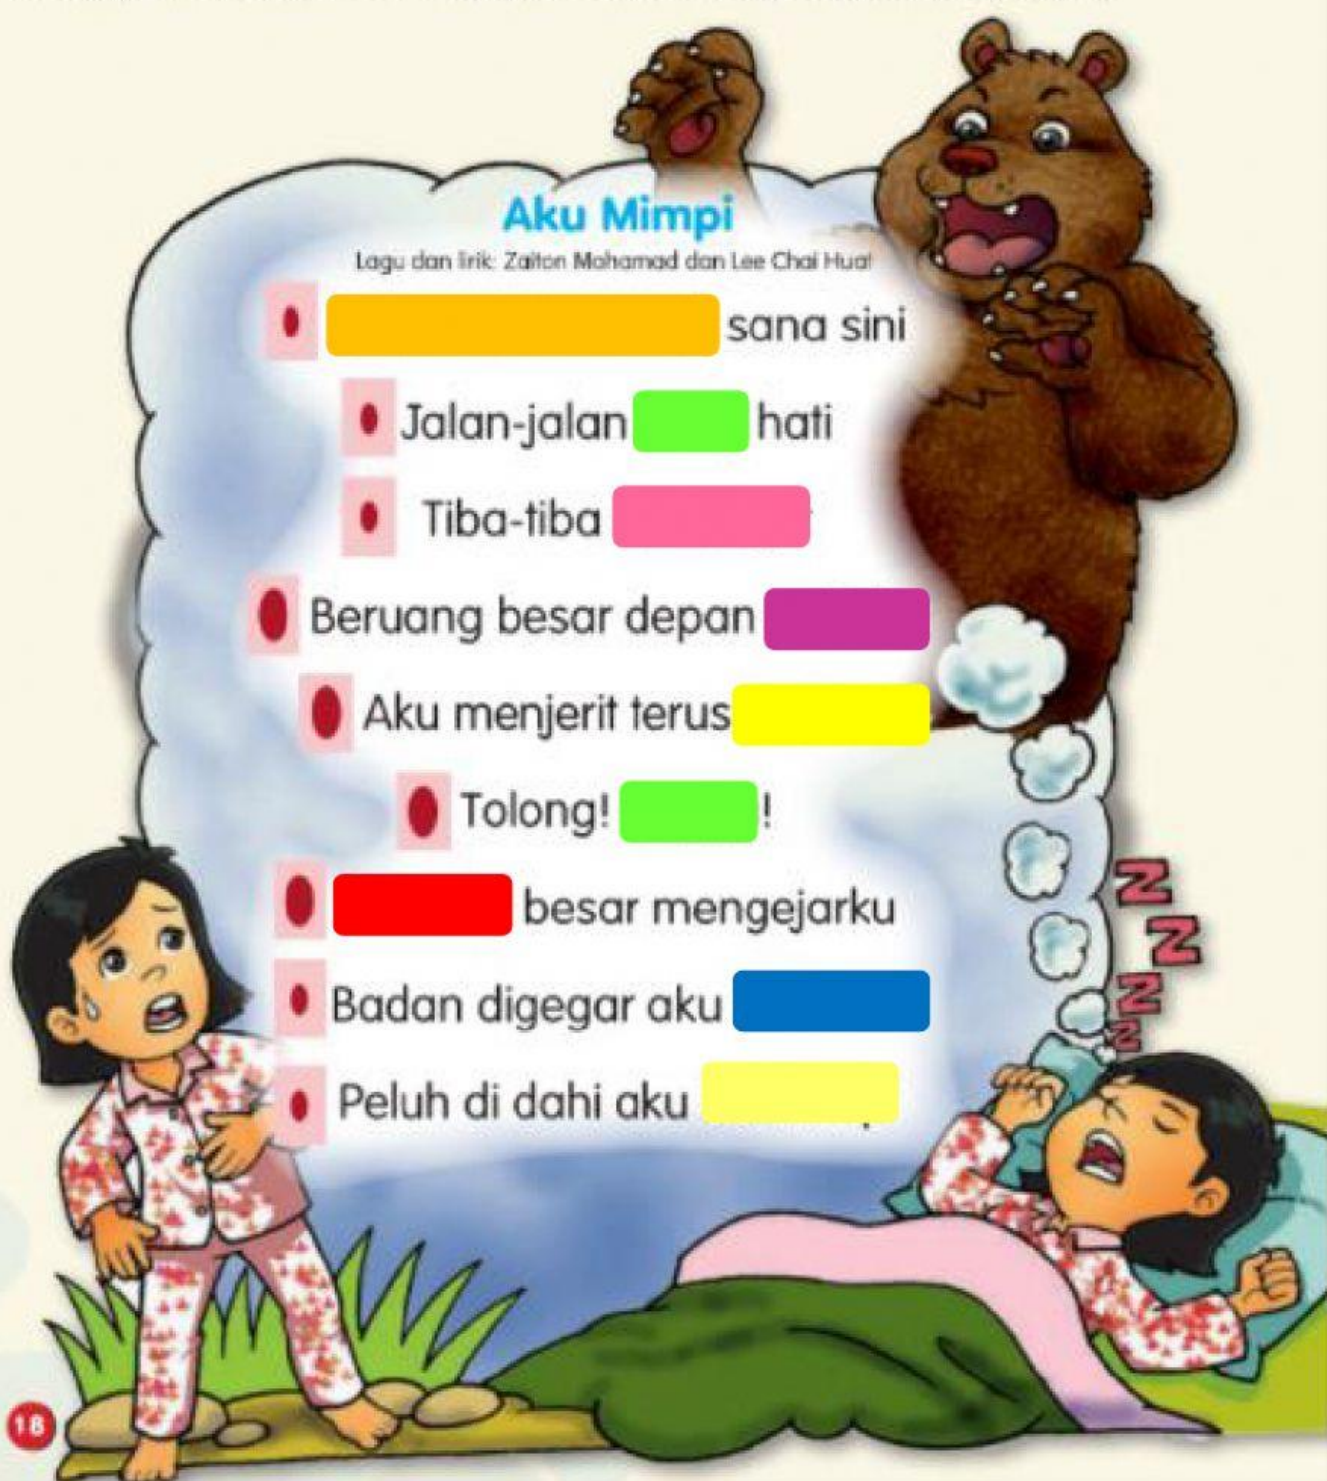 Aku Mimpi
Lagu dan lirik: Zaiton Mohamad dan Lee Chai Huat
sana sini
Jalan-jalan hati
Tiba-tiba
Beruang besar depan
Aku menjerit terus
Tolong! !
besar mengejarku
Badan digegar aku
Peluh di dahi aku
Z
Z
Z
Z
18